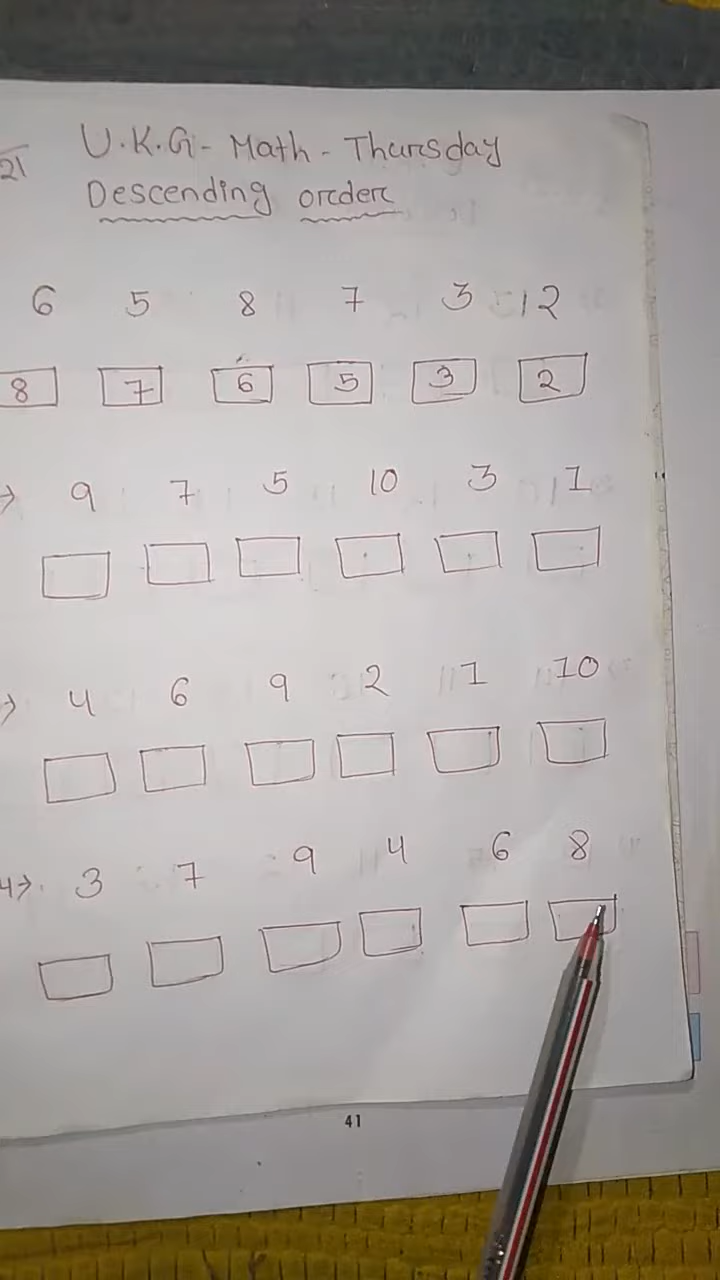 21 U.K.G - Math - Thursday
Descending order
6 5 8 7 3 12
8 7 6 5 3 2
→ 9 7 5 10 3 1
→ 4 6 9 2 1 10
4→. 3 7 9 4 6 8
41